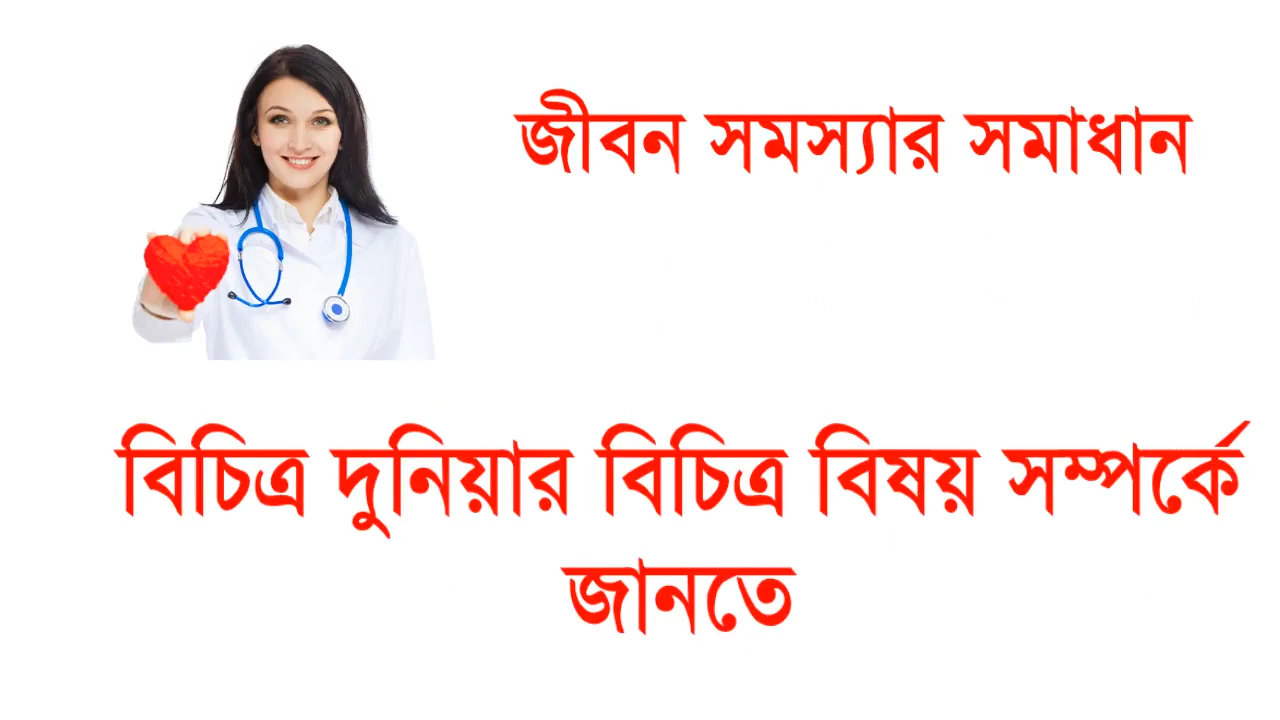 জীবন সমস্যার সমাধান
বিচিত্র দুনিয়ার বিচিত্র বিষয় সম্পর্কে
জানতে